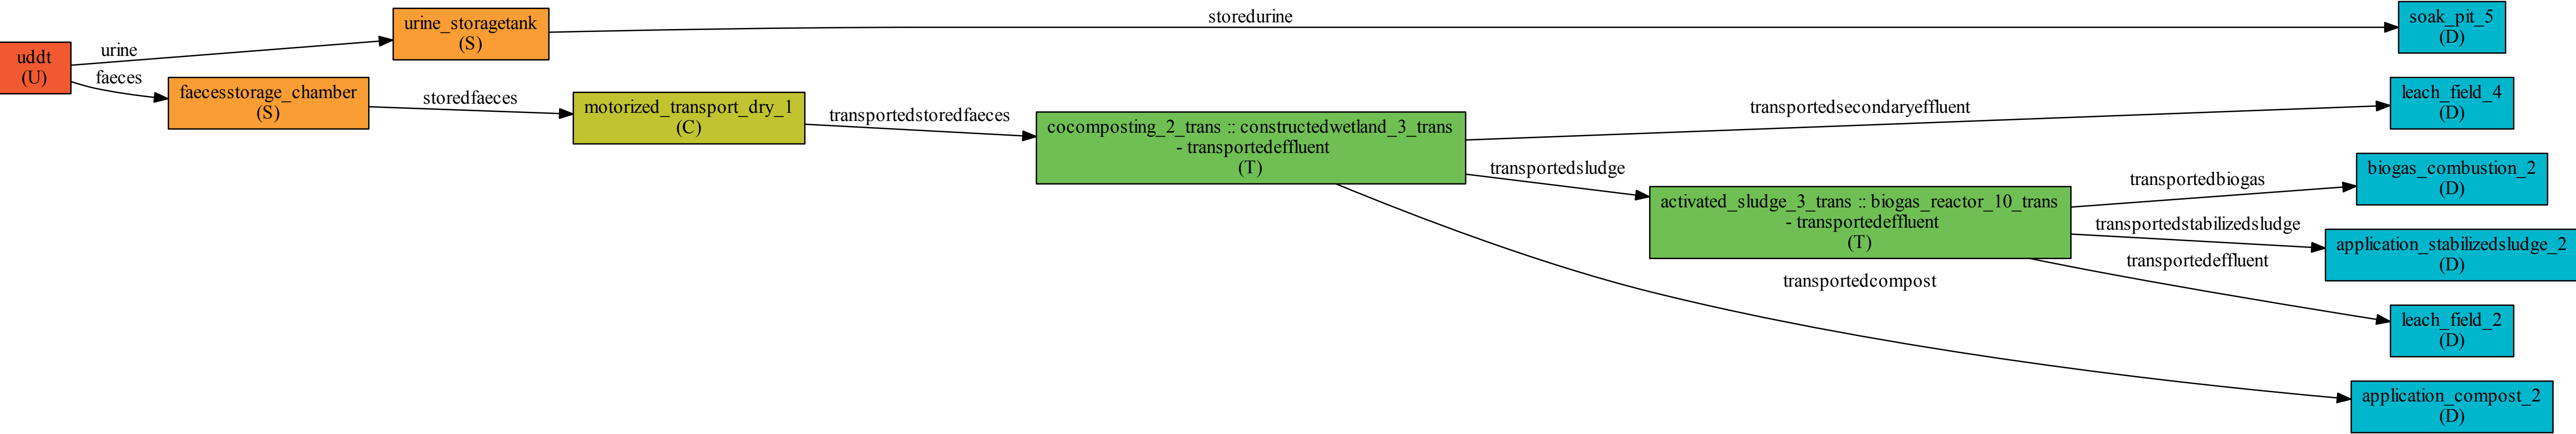 uddt
(U)
urine
faeces
urine_storagetank
(S)
faecesstorage_chamber
(S)
storedurine
storedfaeces
motorized_transport_dry_1
(C)
transportedstoredfaeces
cocomposting_2_trans :: constructedwetland_3_trans
- transportedeffluent
(T)
transportedsecondaryeffluent
transportedsludge
transportedcompost
activated_sludge_3_trans :: biogas_reactor_10_trans
- transportedeffluent
(T)
transportedbiogas
transportedstabilizedsludge
transportedeffluent
soak_pit_5
(D)
leach_field_4
(D)
biogas_combustion_2
(D)
application_stabilizedsludge_2
(D)
leach_field_2
(D)
application_compost_2
(D)